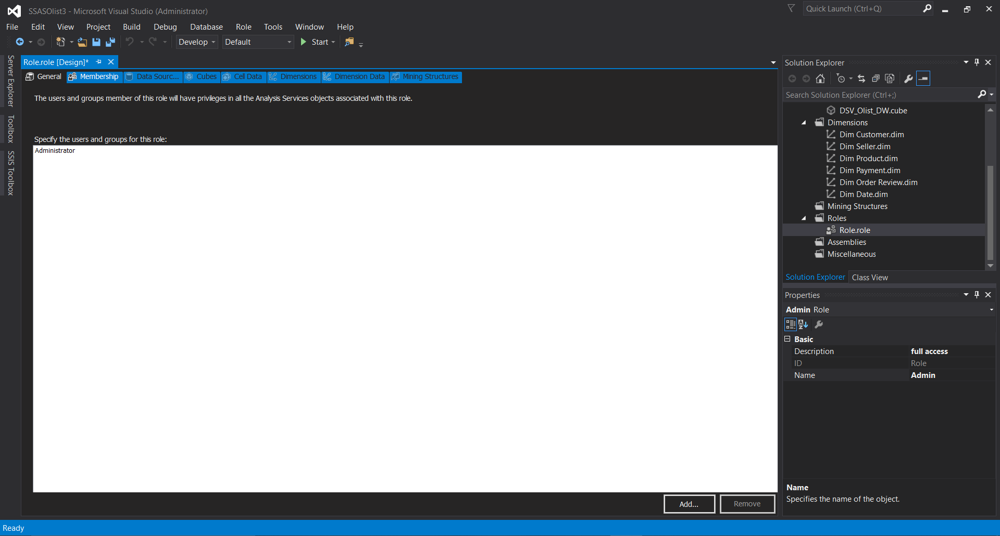 SSASOlist3 - Microsoft Visual Studio (Administrator)
Quick Launch (Ctrl+Q)
File Edit View Project Build Debug Database Role Tools Window Help
Develop Default Start
Server Explorer
Toolbox
SSIS Toolbox
Role.role [Design]*
General Membership Data Sourc... Cubes Cell Data Dimensions Dimension Data Mining Structures
The users and groups member of this role will have privileges in all the Analysis Services objects associated with this role.
Specify the users and groups for this role:
Administrator
Add... Remove
Solution Explorer
Search Solution Explorer (Ctrl+;)
DSV_Olist_DW.cube
Dimensions
Dim Customer.dim
Dim Seller.dim
Dim Product.dim
Dim Payment.dim
Dim Order Review.dim
Dim Date.dim
Mining Structures
Roles
Role.role
Assemblies
Miscellaneous
Solution Explorer Class View
Properties
Admin Role
Basic
Description full access
ID Role
Name Admin
Name
Specifies the name of the object.
Ready